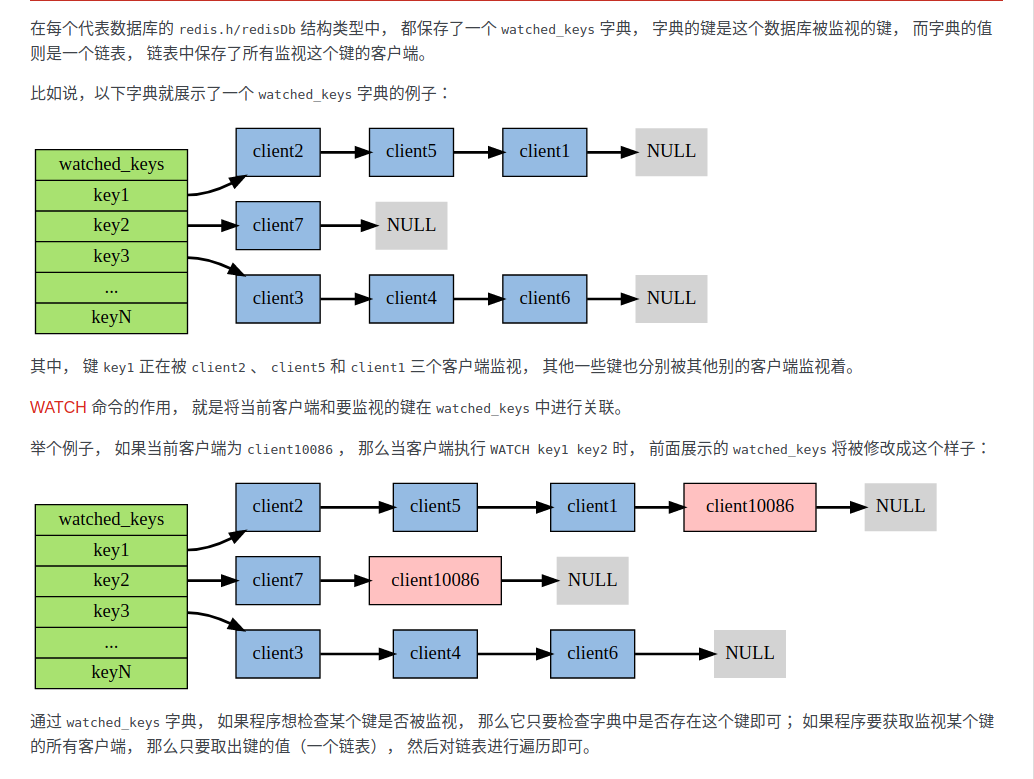 在每个代表数据库的 redis.h/redisDb 结构类型中， 都保存了一个 watched_keys 字典， 字典的键是这个数据库被监视的键， 而字典的值
则是一个链表， 链表中保存了所有监视这个键的客户端。
比如说，以下字典就展示了一个 watched_keys 字典的例子：
watched_keys
key1
key2
key3
...
keyN
client2
client5
client1
NULL
client7
NULL
client3
client4
client6
NULL
其中， 键 key1 正在被 client2 、 client5 和 client1 三个客户端监视， 其他一些键也分别被其他别的客户端监视着。
WATCH 命令的作用， 就是将当前客户端和要监视的键在 watched_keys 中进行关联。
举个例子， 如果当前客户端为 client10086 ， 那么当客户端执行 WATCH key1 key2 时， 前面展示的 watched_keys 将被修改成这个样子：
watched_keys
key1
key2
key3
...
keyN
client2
client5
client1
client10086
NULL
client7
client10086
NULL
client3
client4
client6
NULL
通过 watched_keys 字典， 如果程序想检查某个键是否被监视， 那么它只要检查字典中是否存在这个键即可； 如果程序要获取监视某个键
的所有客户端， 那么只要取出键的值（一个链表）， 然后对链表进行遍历即可。